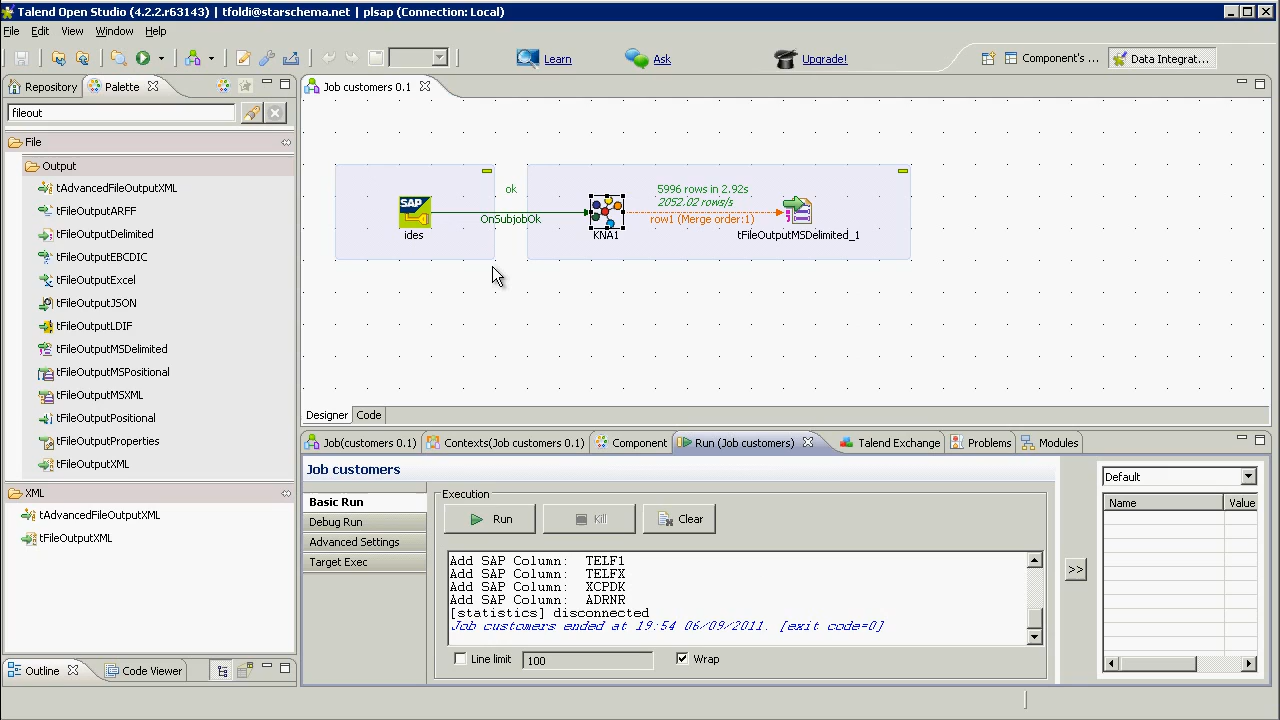 Talend Open Studio (4.2.2.r63143) | tfoldi@starschema.net | plsap (Connection: Local)
File Edit View Window Help
Learn Ask Upgrade! Component's ... Data Integrat...
Repository Palette
Job customers 0.1
fileout
File
Output
tAdvancedFileOutputXML
tFileOutputARFF
tFileOutputDelimited
tFileOutputEBCDIC
tFileOutputExcel
tFileOutputJSON
tFileOutputLDIF
tFileOutputMSDelimited
tFileOutputMSPositional
tFileOutputMSXML
tFileOutputPositional
tFileOutputProperties
tFileOutputXML
XML
tAdvancedFileOutputXML
tFileOutputXML
Outline Code Viewer
SAP
ides
ok
OnSubjobOk
KNA1
5996 rows in 2.92s
2052.02 rows/s
row1 (Merge order:1)
tFileOutputMSDelimited_1
Designer Code
Job(customers 0.1) Contexts(Job customers 0.1) Component Run (Job customers) Talend Exchange Problems Modules
Job customers
Basic Run
Debug Run
Advanced Settings
Target Exec
Execution
Run Kill Clear
Add SAP Column: TELF1
Add SAP Column: TELFX
Add SAP Column: XCPDK
Add SAP Column: ADRNR
[statistics] disconnected
Job customers ended at 19:54 06/09/2011. [exit code=0]
Line limit 100 Wrap
>>
Default
Name Value